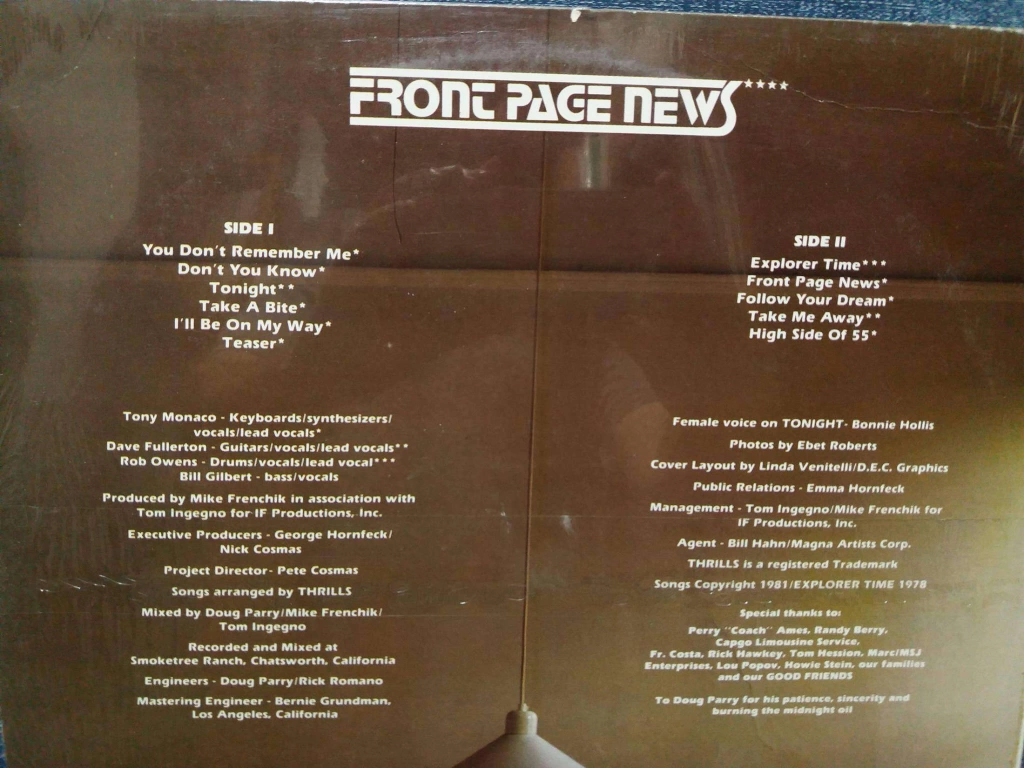 FRONT PAGE NEWS****
SIDE I
You Don't Remember Me*
Don't You Know*
Tonight**
Take A Bite*
I'll Be On My Way*
Teaser*
SIDE II
Explorer Time***
Front Page News*
Follow Your Dream*
Take Me Away**
High Side Of 55*
Tony Monaco - Keyboards/synthesizers/
vocals/lead vocals*
Dave Fullerton - Guitars/vocals/lead vocals**
Rob Owens - Drums/vocals/lead vocal***
Bill Gilbert - bass/vocals
Produced by Mike Frenchik in association with
Tom Ingegno for IF Productions, Inc.
Executive Producers - George Hornfeck/
Nick Cosmas
Project Director- Pete Cosmas
Songs arranged by THRILLS
Mixed by Doug Parry/Mike Frenchik/
Tom Ingegno
Recorded and Mixed at
Smoketree Ranch, Chatsworth, California
Engineers - Doug Parry/Rick Romano
Mastering Engineer - Bernie Grundman,
Los Angeles, California
Female voice on TONIGHT- Bonnie Hollis
Photos by Ebet Roberts
Cover Layout by Linda Venitelli/D.E.C. Graphics
Public Relations - Emma Hornfeck
Management - Tom Ingegno/Mike Frenchik for
IF Productions, Inc.
Agent - Bill Hahn/Magna Artists Corp.
THRILLS is a registered Trademark
Songs Copyright 1981/EXPLORER TIME 1978
Special thanks to:
Perry "Coach" Ames, Randy Berry,
Capgo Limousine Service,
Fr. Costa, Rick Hawkey, Tom Hession, Marc/MSJ
Enterprises, Lou Popov, Howie Stein, our families
and our GOOD FRIENDS
To Doug Parry for his patience, sincerity and
burning the midnight oil